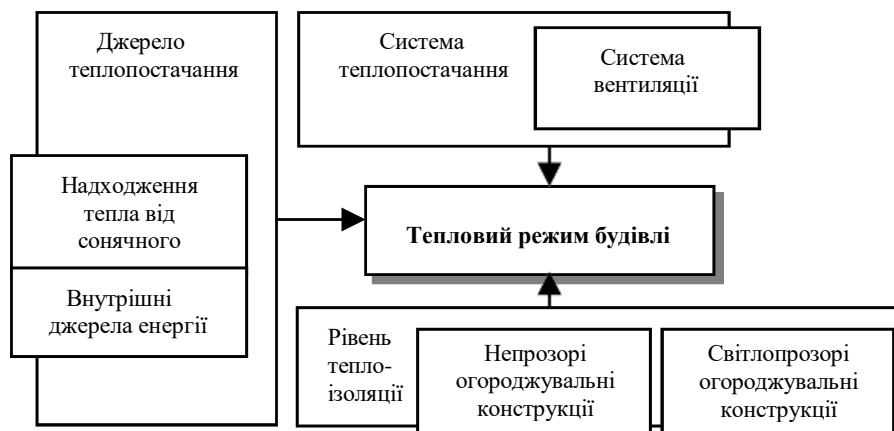 Джерело
теплопостачання
Надходження
тепла від
сонячного
Внутрішні
джерела енергії
Система
теплопостачання
Система
вентиляції
Тепловий режим будівлі
Рівень
тепло-
ізоляції
Непрозорі
огороджувальні
конструкції
Світлопрозорі
огороджувальні
конструкції